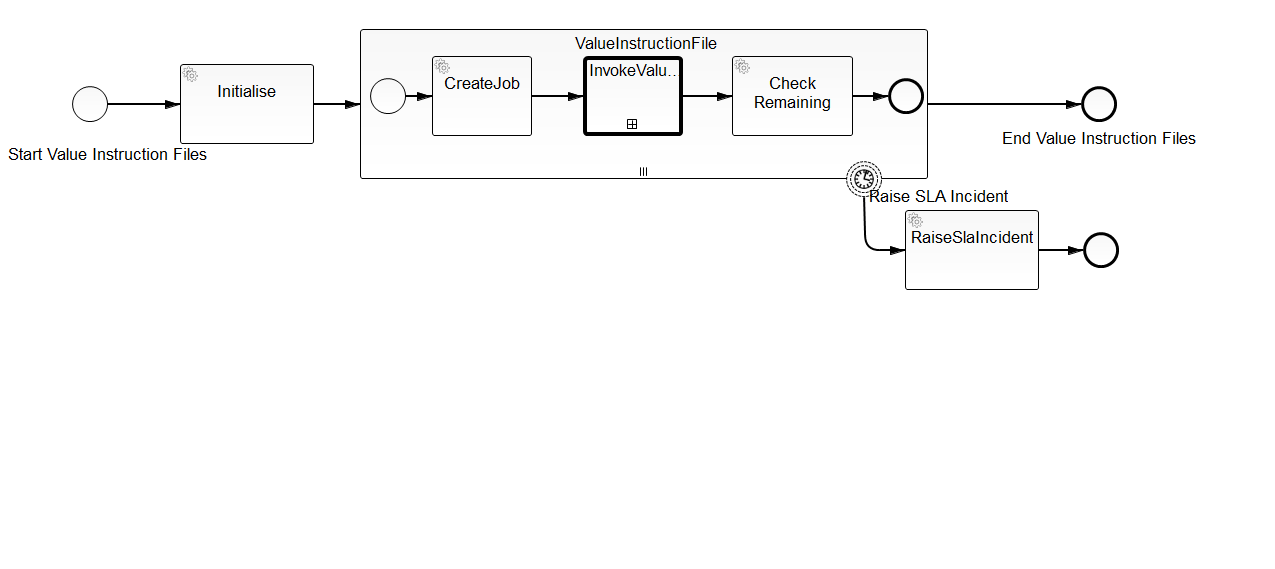 ValueInstructionFile
Initialise
CreateJob
InvokeValu...
Check
Remaining
Start Value Instruction Files
End Value Instruction Files
Raise SLA Incident
RaiseSlaIncident